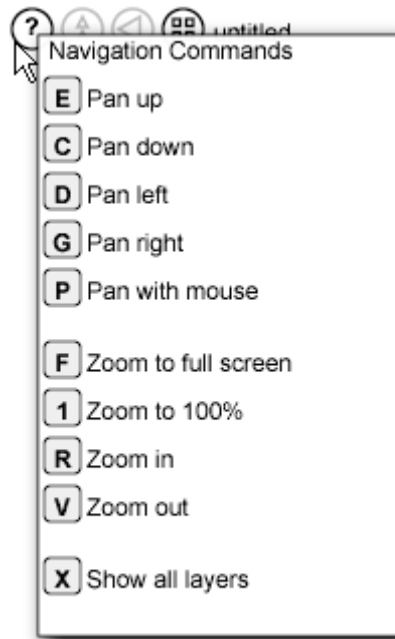 ? untitled
Navigation Commands
E Pan up
C Pan down
D Pan left
G Pan right
P Pan with mouse
F Zoom to full screen
1 Zoom to 100%
R Zoom in
V Zoom out
X Show all layers